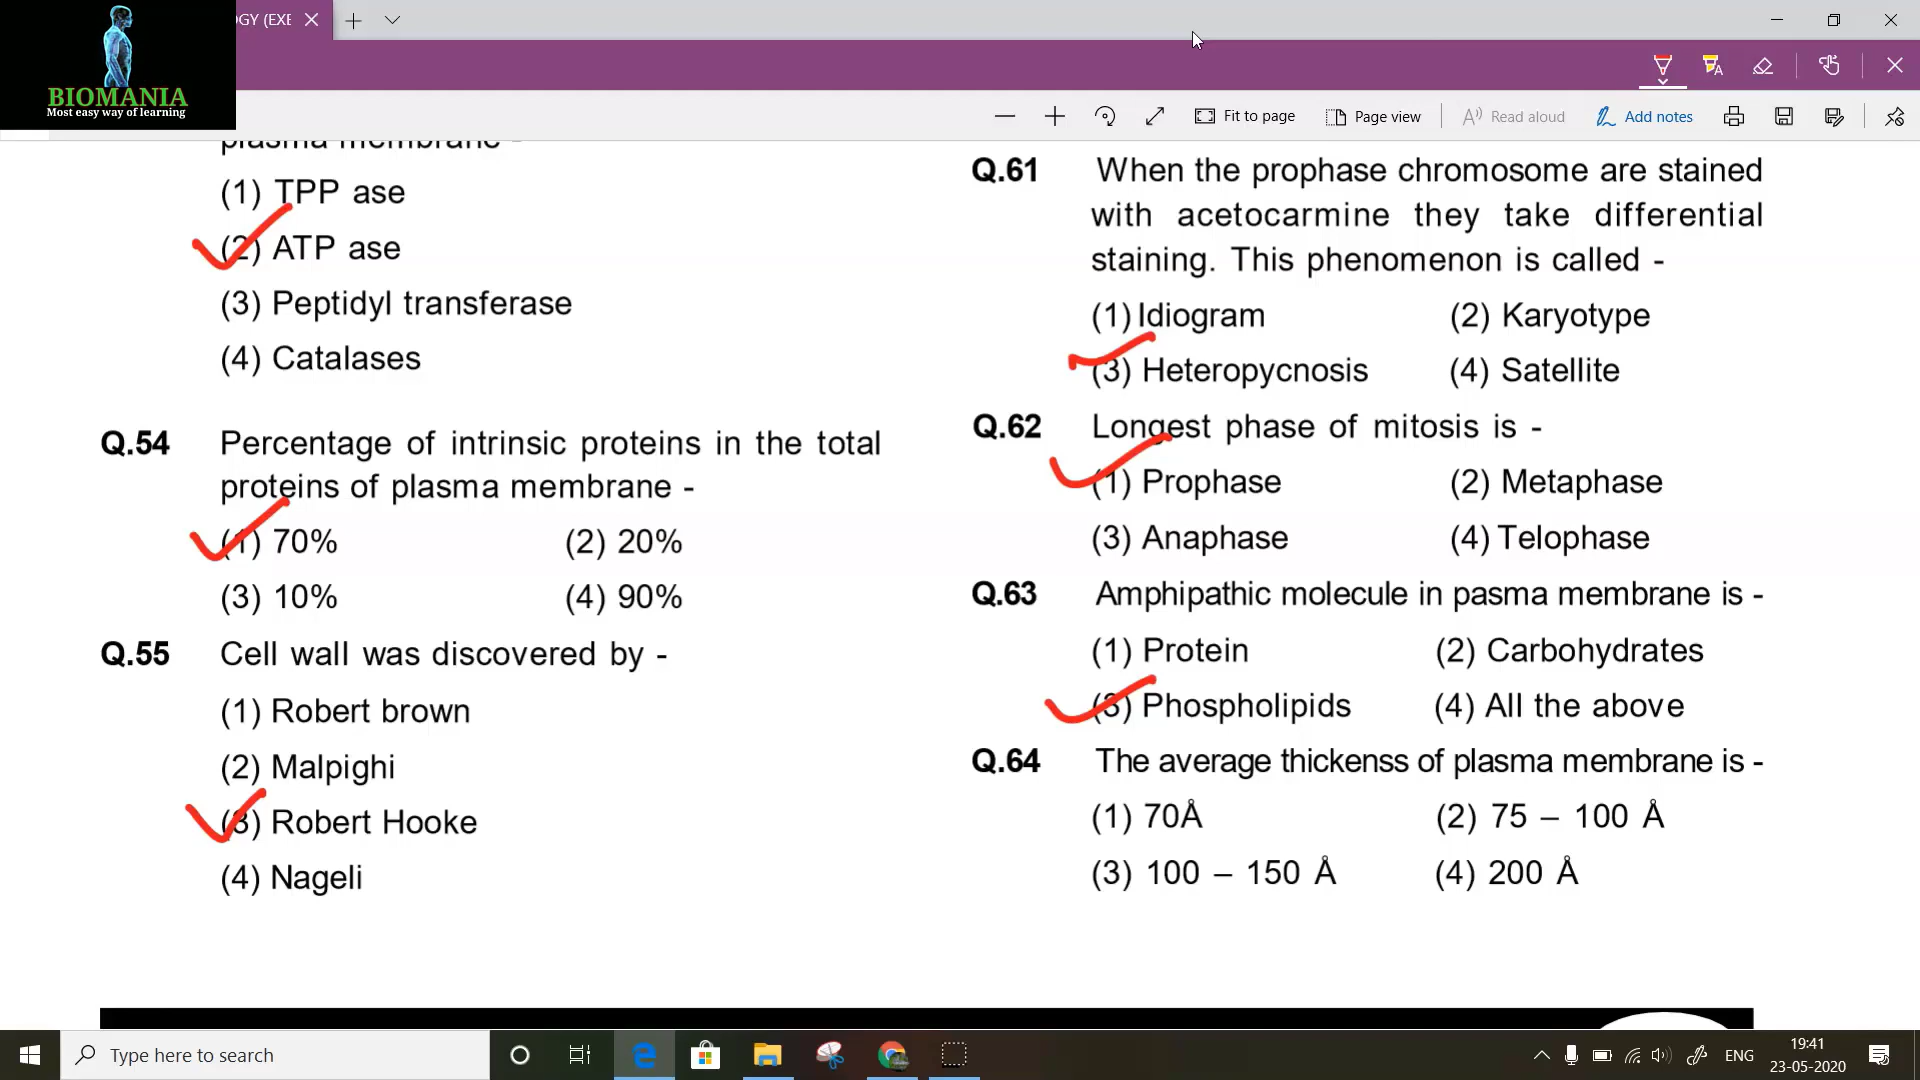 OGY (EXE
BIOMANIA
Most easy way of learning
Fit to page
Page view
Read aloud
Add notes
plasma membrane -
(1) TPP ase
(2) ATP ase
(3) Peptidyl transferase
(4) Catalases
Q.54 Percentage of intrinsic proteins in the total
proteins of plasma membrane -
(1) 70% (2) 20%
(3) 10% (4) 90%
Q.55 Cell wall was discovered by -
(1) Robert brown
(2) Malpighi
(3) Robert Hooke
(4) Nageli
Q.61 When the prophase chromosome are stained
with acetocarmine they take differential
staining. This phenomenon is called -
(1) Idiogram (2) Karyotype
(3) Heteropycnosis (4) Satellite
Q.62 Longest phase of mitosis is -
(1) Prophase (2) Metaphase
(3) Anaphase (4) Telophase
Q.63 Amphipathic molecule in pasma membrane is -
(1) Protein (2) Carbohydrates
(3) Phospholipids (4) All the above
Q.64 The average thickenss of plasma membrane is -
(1) 70Å (2) 75 – 100 Å
(3) 100 – 150 Å (4) 200 Å
Type here to search
ENG
19:41
23-05-2020